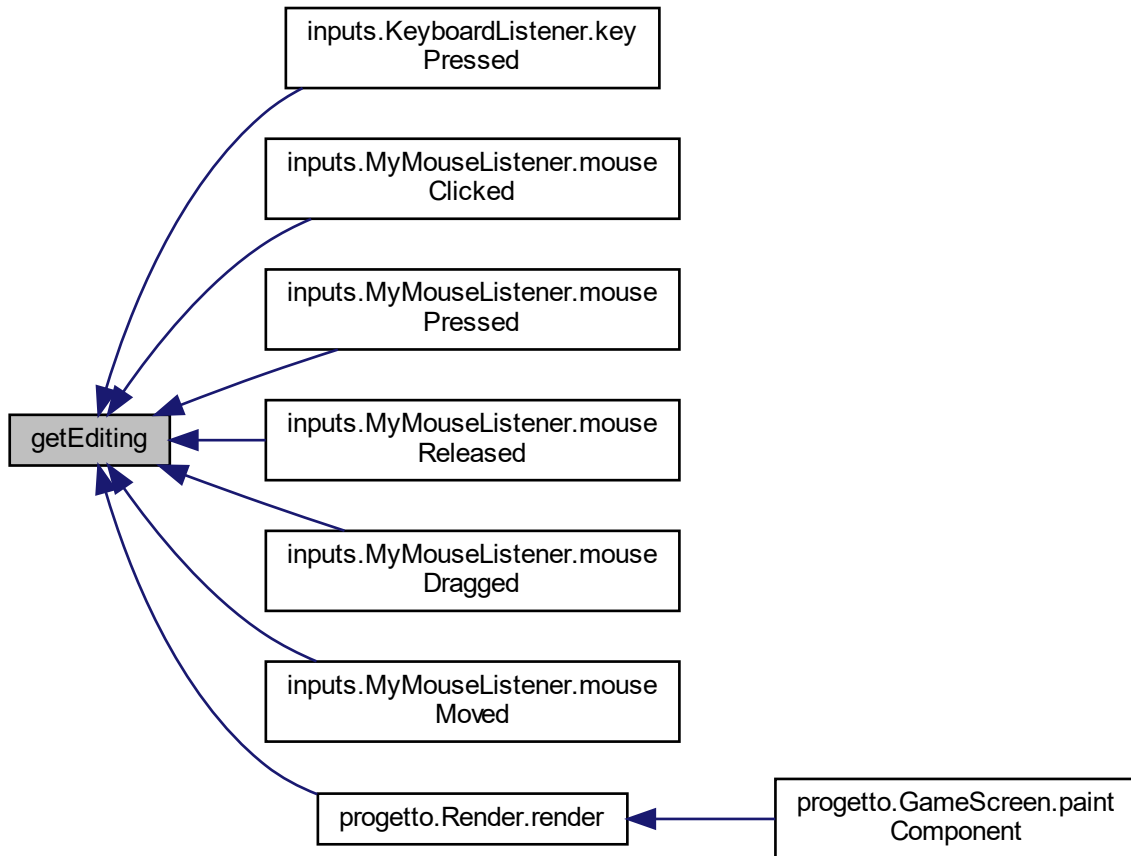 inputs.KeyboardListener.key
Pressed
inputs.MyMouseListener.mouse
Clicked
inputs.MyMouseListener.mouse
Pressed
getEditing
inputs.MyMouseListener.mouse
Released
inputs.MyMouseListener.mouse
Dragged
inputs.MyMouseListener.mouse
Moved
progetto.Render.render
progetto.GameScreen.paint
Component